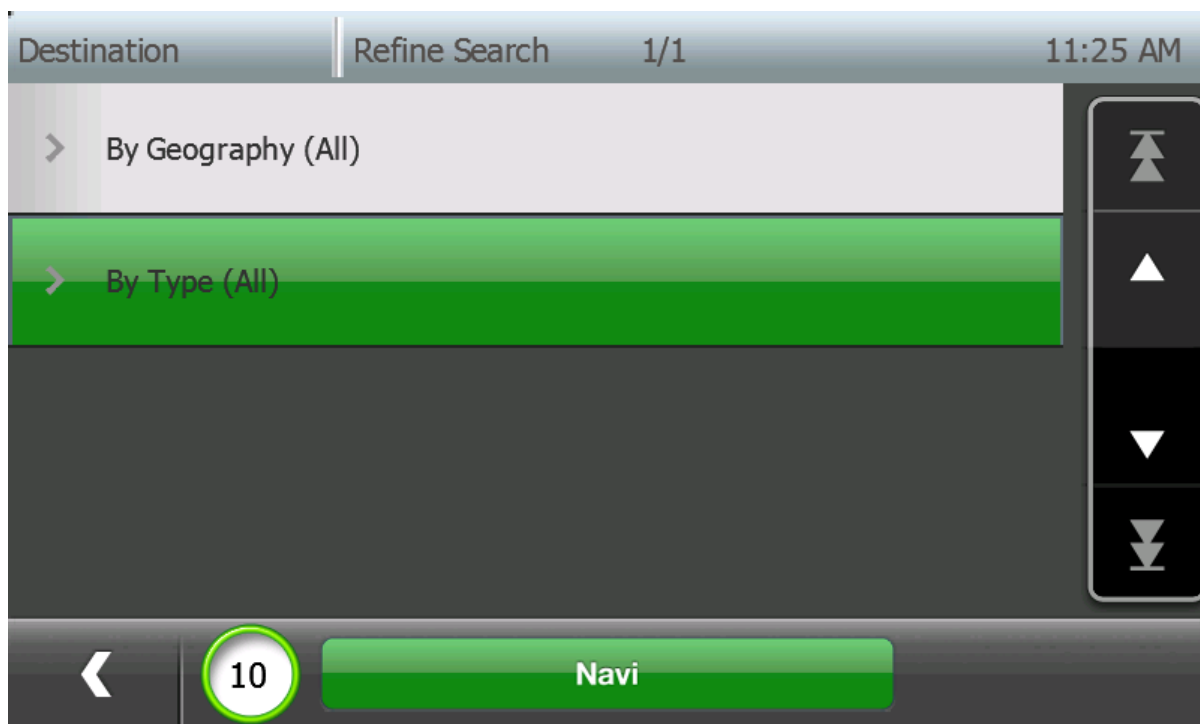 Destination Refine Search 1/1 11:25 AM
By Geography (All)
By Type (All)
10 Navi